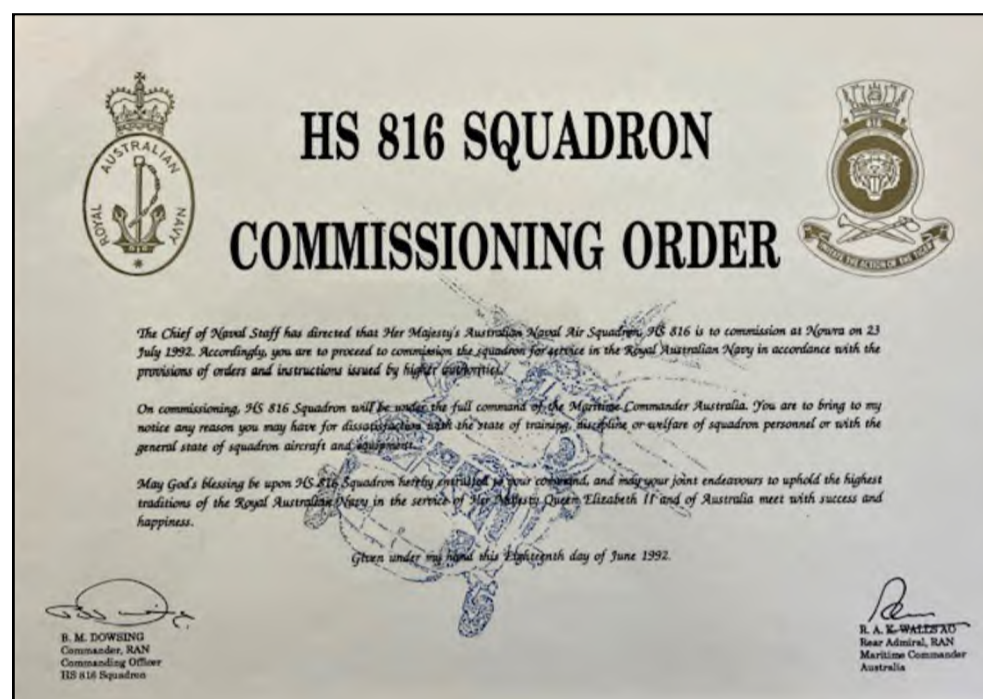 HS 816 SQUADRON
COMMISSIONING ORDER
ROYAL AUSTRALIAN NAVY
816
IMITATE THE ACTION OF THE TIGER
The Chief of Naval Staff has directed that Her Majesty's Australian Naval Air Squadron, HS 816 is to commission at Nowra on 23
July 1992. Accordingly, you are to proceed to commission the squadron for service in the Royal Australian Navy in accordance with the
provisions of orders and instructions issued by higher authorities.
On commissioning, HS 816 Squadron will be under the full command of the Maritime Commander Australia. You are to bring to my
notice any reason you may have for dissatisfaction with the state of training, discipline or welfare of squadron personnel or with the
general state of squadron aircraft and equipment.
May God's blessing be upon HS 816 Squadron hereby entrusted to your command, and may your joint endeavours to uphold the highest
traditions of the Royal Australian Navy in the service of Her Majesty Queen Elizabeth II and of Australia meet with success and
happiness.
Given under my hand this Eighteenth day of June 1992.
B. M. DOWSING
Commander, RAN
Commanding Officer
HS 816 Squadron
R. A. K. WALLS AO
Rear Admiral, RAN
Maritime Commander
Australia